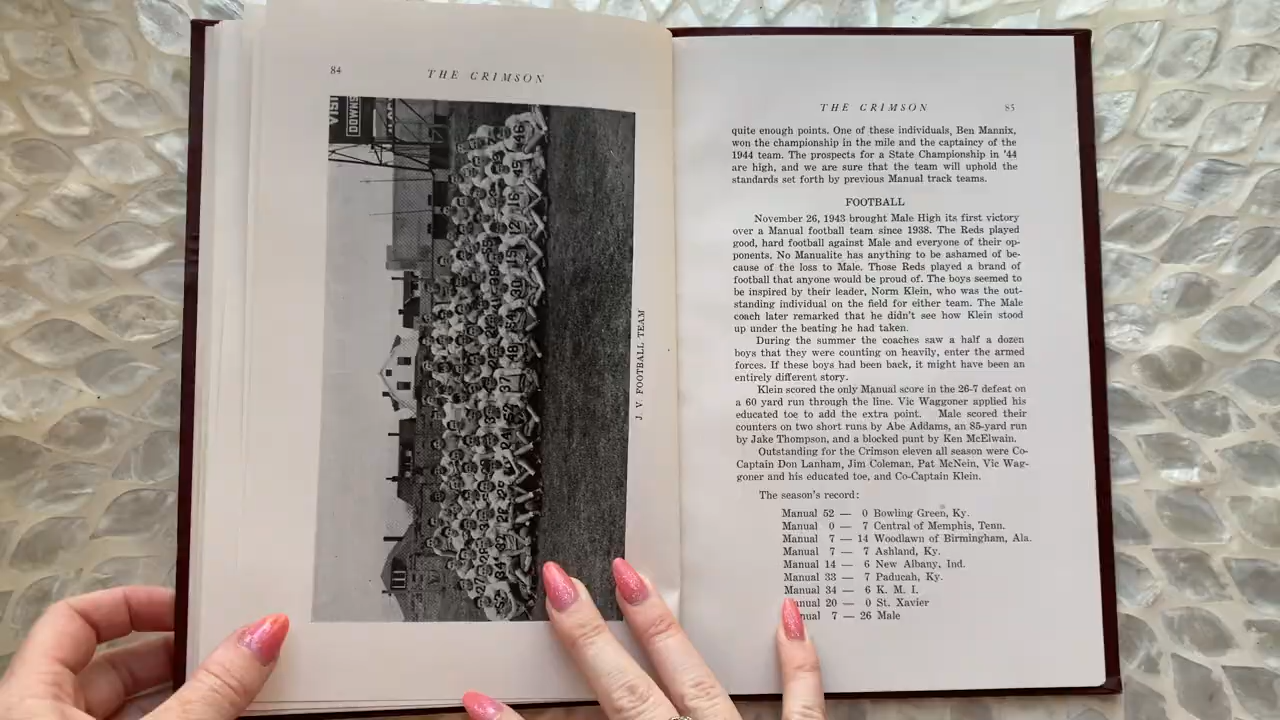 84
THE CRIMSON
DOWNS
J. V. FOOTBALL TEAM
THE CRIMSON 85
quite enough points. One of these individuals, Ben Mannix,
won the championship in the mile and the captaincy of the
1944 team. The prospects for a State Championship in '44
are high, and we are sure that the team will uphold the
standards set forth by previous Manual track teams.
FOOTBALL
November 26, 1943 brought Male High its first victory
over a Manual football team since 1938. The Reds played
good, hard football against Male and everyone of their op-
ponents. No Manualite has anything to be ashamed of be-
cause of the loss to Male. Those Reds played a brand of
football that anyone would be proud of. The boys seemed to
be inspired by their leader, Norm Klein, who was the out-
standing individual on the field for either team. The Male
coach later remarked that he didn't see how Klein stood
up under the beating he had taken.
During the summer the coaches saw a half a dozen
boys that they were counting on heavily, enter the armed
forces. If these boys had been back, it might have been an
entirely different story.
Klein scored the only Manual score in the 26-7 defeat on
a 60 yard run through the line. Vic Waggoner applied his
educated toe to add the extra point. Male scored their
counters on two short runs by Abe Addams, an 85-yard run
by Jake Thompson, and a blocked punt by Ken McElwain.
Outstanding for the Crimson eleven all season were Co-
Captain Don Lanham, Jim Coleman, Pat McNein, Vic Wag-
goner and his educated toe, and Co-Captain Klein.
The season's record:
Manual 52 — 0 Bowling Green, Ky.
Manual 0 — 7 Central of Memphis, Tenn.
Manual 7 — 14 Woodlawn of Birmingham, Ala.
Manual 7 — 7 Ashland, Ky.
Manual 14 — 6 New Albany, Ind.
Manual 33 — 7 Paducah, Ky.
Manual 34 — 6 K. M. I.
Manual 20 — 0 St. Xavier
Manual 7 — 26 Male